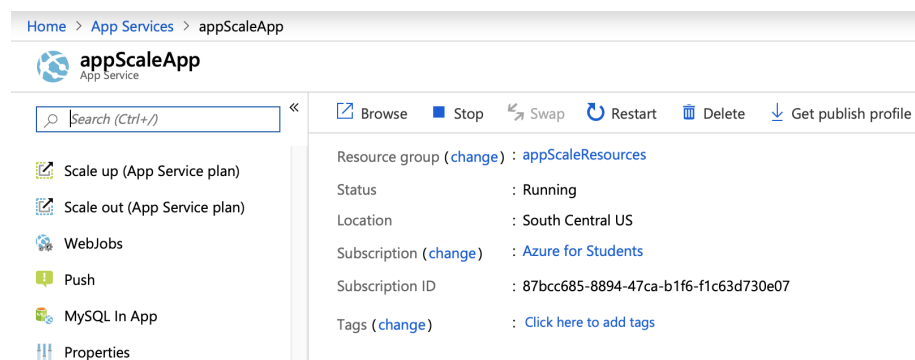 Home > App Services > appScaleApp
appScaleApp
App Service
Search (Ctrl+/)
«
Scale up (App Service plan)
Scale out (App Service plan)
WebJobs
Push
MySQL In App
Properties
Browse Stop Swap Restart Delete Get publish profile
Resource group (change) : appScaleResources
Status : Running
Location : South Central US
Subscription (change) : Azure for Students
Subscription ID : 87bcc685-8894-47ca-b1f6-f1c63d730e07
Tags (change) : Click here to add tags